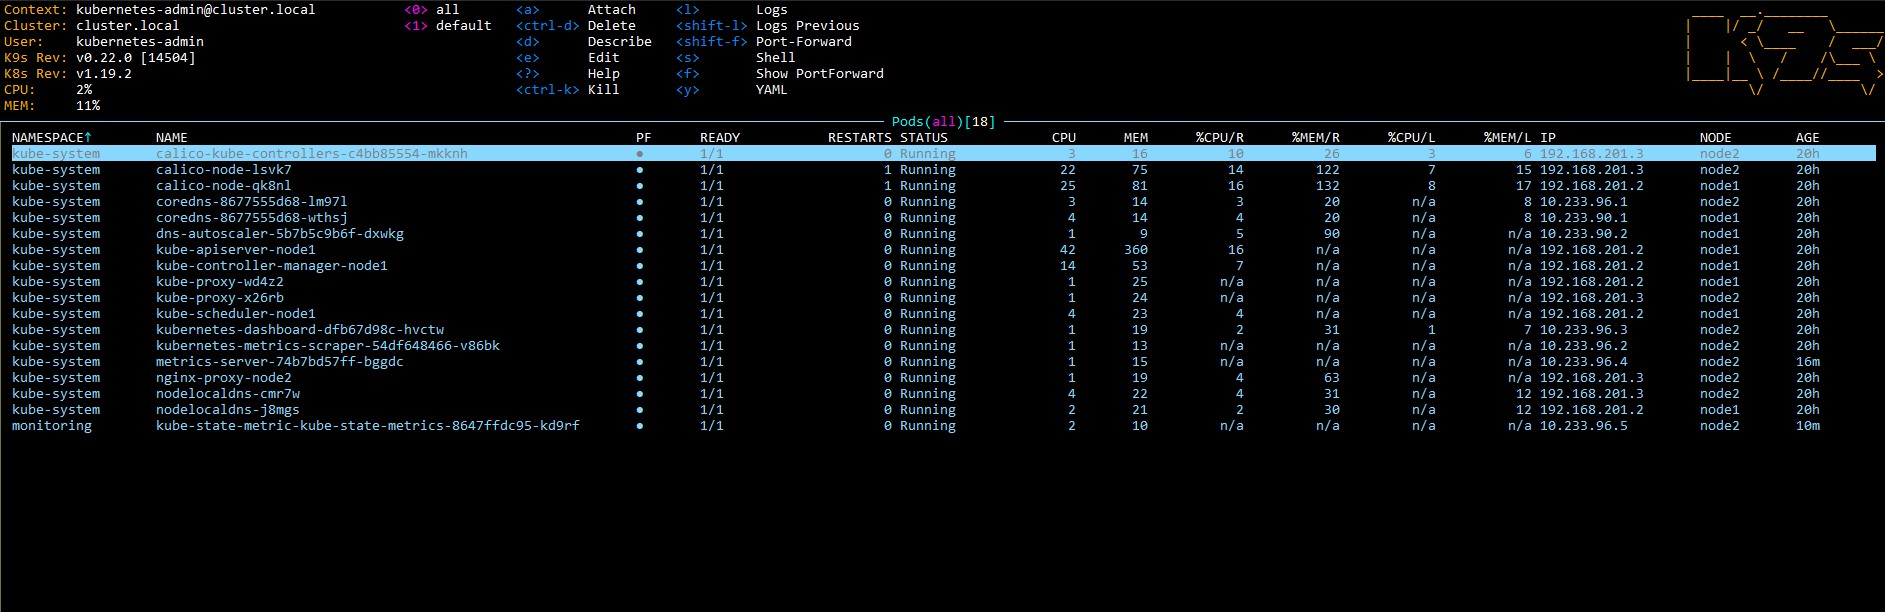 Context: kubernetes-admin@cluster.local <0> all <a> Attach <l> Logs
Cluster: cluster.local <1> default <ctrl-d> Delete <shift-l> Logs Previous
User: kubernetes-admin <d> Describe <shift-f> Port-Forward
K9s Rev: v0.22.0 [14504] <e> Edit <s> Shell
K8s Rev: v1.19.2 <?> Help <f> Show PortForward
CPU: 2% <ctrl-k> Kill <y> YAML
MEM: 11%
Pods(all)[18]
NAMESPACE↑ NAME PF READY RESTARTS STATUS CPU MEM %CPU/R %MEM/R %CPU/L %MEM/L IP NODE AGE
kube-system calico-kube-controllers-c4bb85554-mkknh ● 1/1 0 Running 3 16 10 26 3 6 192.168.201.3 node2 20h
kube-system calico-node-lsvk7 ● 1/1 1 Running 22 75 14 122 7 15 192.168.201.3 node2 20h
kube-system calico-node-qk8nl ● 1/1 1 Running 25 81 16 132 8 17 192.168.201.2 node1 20h
kube-system coredns-8677555d68-lm97l ● 1/1 0 Running 3 14 3 20 n/a 8 10.233.96.1 node2 20h
kube-system coredns-8677555d68-wthsj ● 1/1 0 Running 4 14 4 20 n/a 8 10.233.90.1 node1 20h
kube-system dns-autoscaler-5b7b5c9b6f-dxwkg ● 1/1 0 Running 1 9 5 90 n/a n/a 10.233.90.2 node1 20h
kube-system kube-apiserver-node1 ● 1/1 0 Running 42 360 16 n/a n/a n/a 192.168.201.2 node1 20h
kube-system kube-controller-manager-node1 ● 1/1 0 Running 14 53 7 n/a n/a n/a 192.168.201.2 node1 20h
kube-system kube-proxy-wd4z2 ● 1/1 0 Running 1 25 n/a n/a n/a n/a 192.168.201.2 node1 20h
kube-system kube-proxy-x26rb ● 1/1 0 Running 1 24 n/a n/a n/a n/a 192.168.201.3 node2 20h
kube-system kube-scheduler-node1 ● 1/1 0 Running 4 23 4 n/a n/a n/a 192.168.201.2 node1 20h
kube-system kubernetes-dashboard-dfb67d98c-hvctw ● 1/1 0 Running 1 19 2 31 1 7 10.233.96.3 node2 20h
kube-system kubernetes-metrics-scraper-54df648466-v86bk ● 1/1 0 Running 1 13 n/a n/a n/a n/a 10.233.96.2 node2 20h
kube-system metrics-server-74b7bd57ff-bggdc ● 1/1 0 Running 1 15 n/a n/a n/a n/a 10.233.96.4 node2 16m
kube-system nginx-proxy-node2 ● 1/1 0 Running 1 19 4 63 n/a n/a 192.168.201.3 node2 20h
kube-system nodelocaldns-cmr7w ● 1/1 0 Running 4 22 4 31 n/a 12 192.168.201.3 node2 20h
kube-system nodelocaldns-j8mgs ● 1/1 0 Running 2 21 2 30 n/a 12 192.168.201.2 node1 20h
monitoring kube-state-metric-kube-state-metrics-8647ffdc95-kd9rf ● 1/1 0 Running 2 10 n/a n/a n/a n/a 10.233.96.5 node2 10m